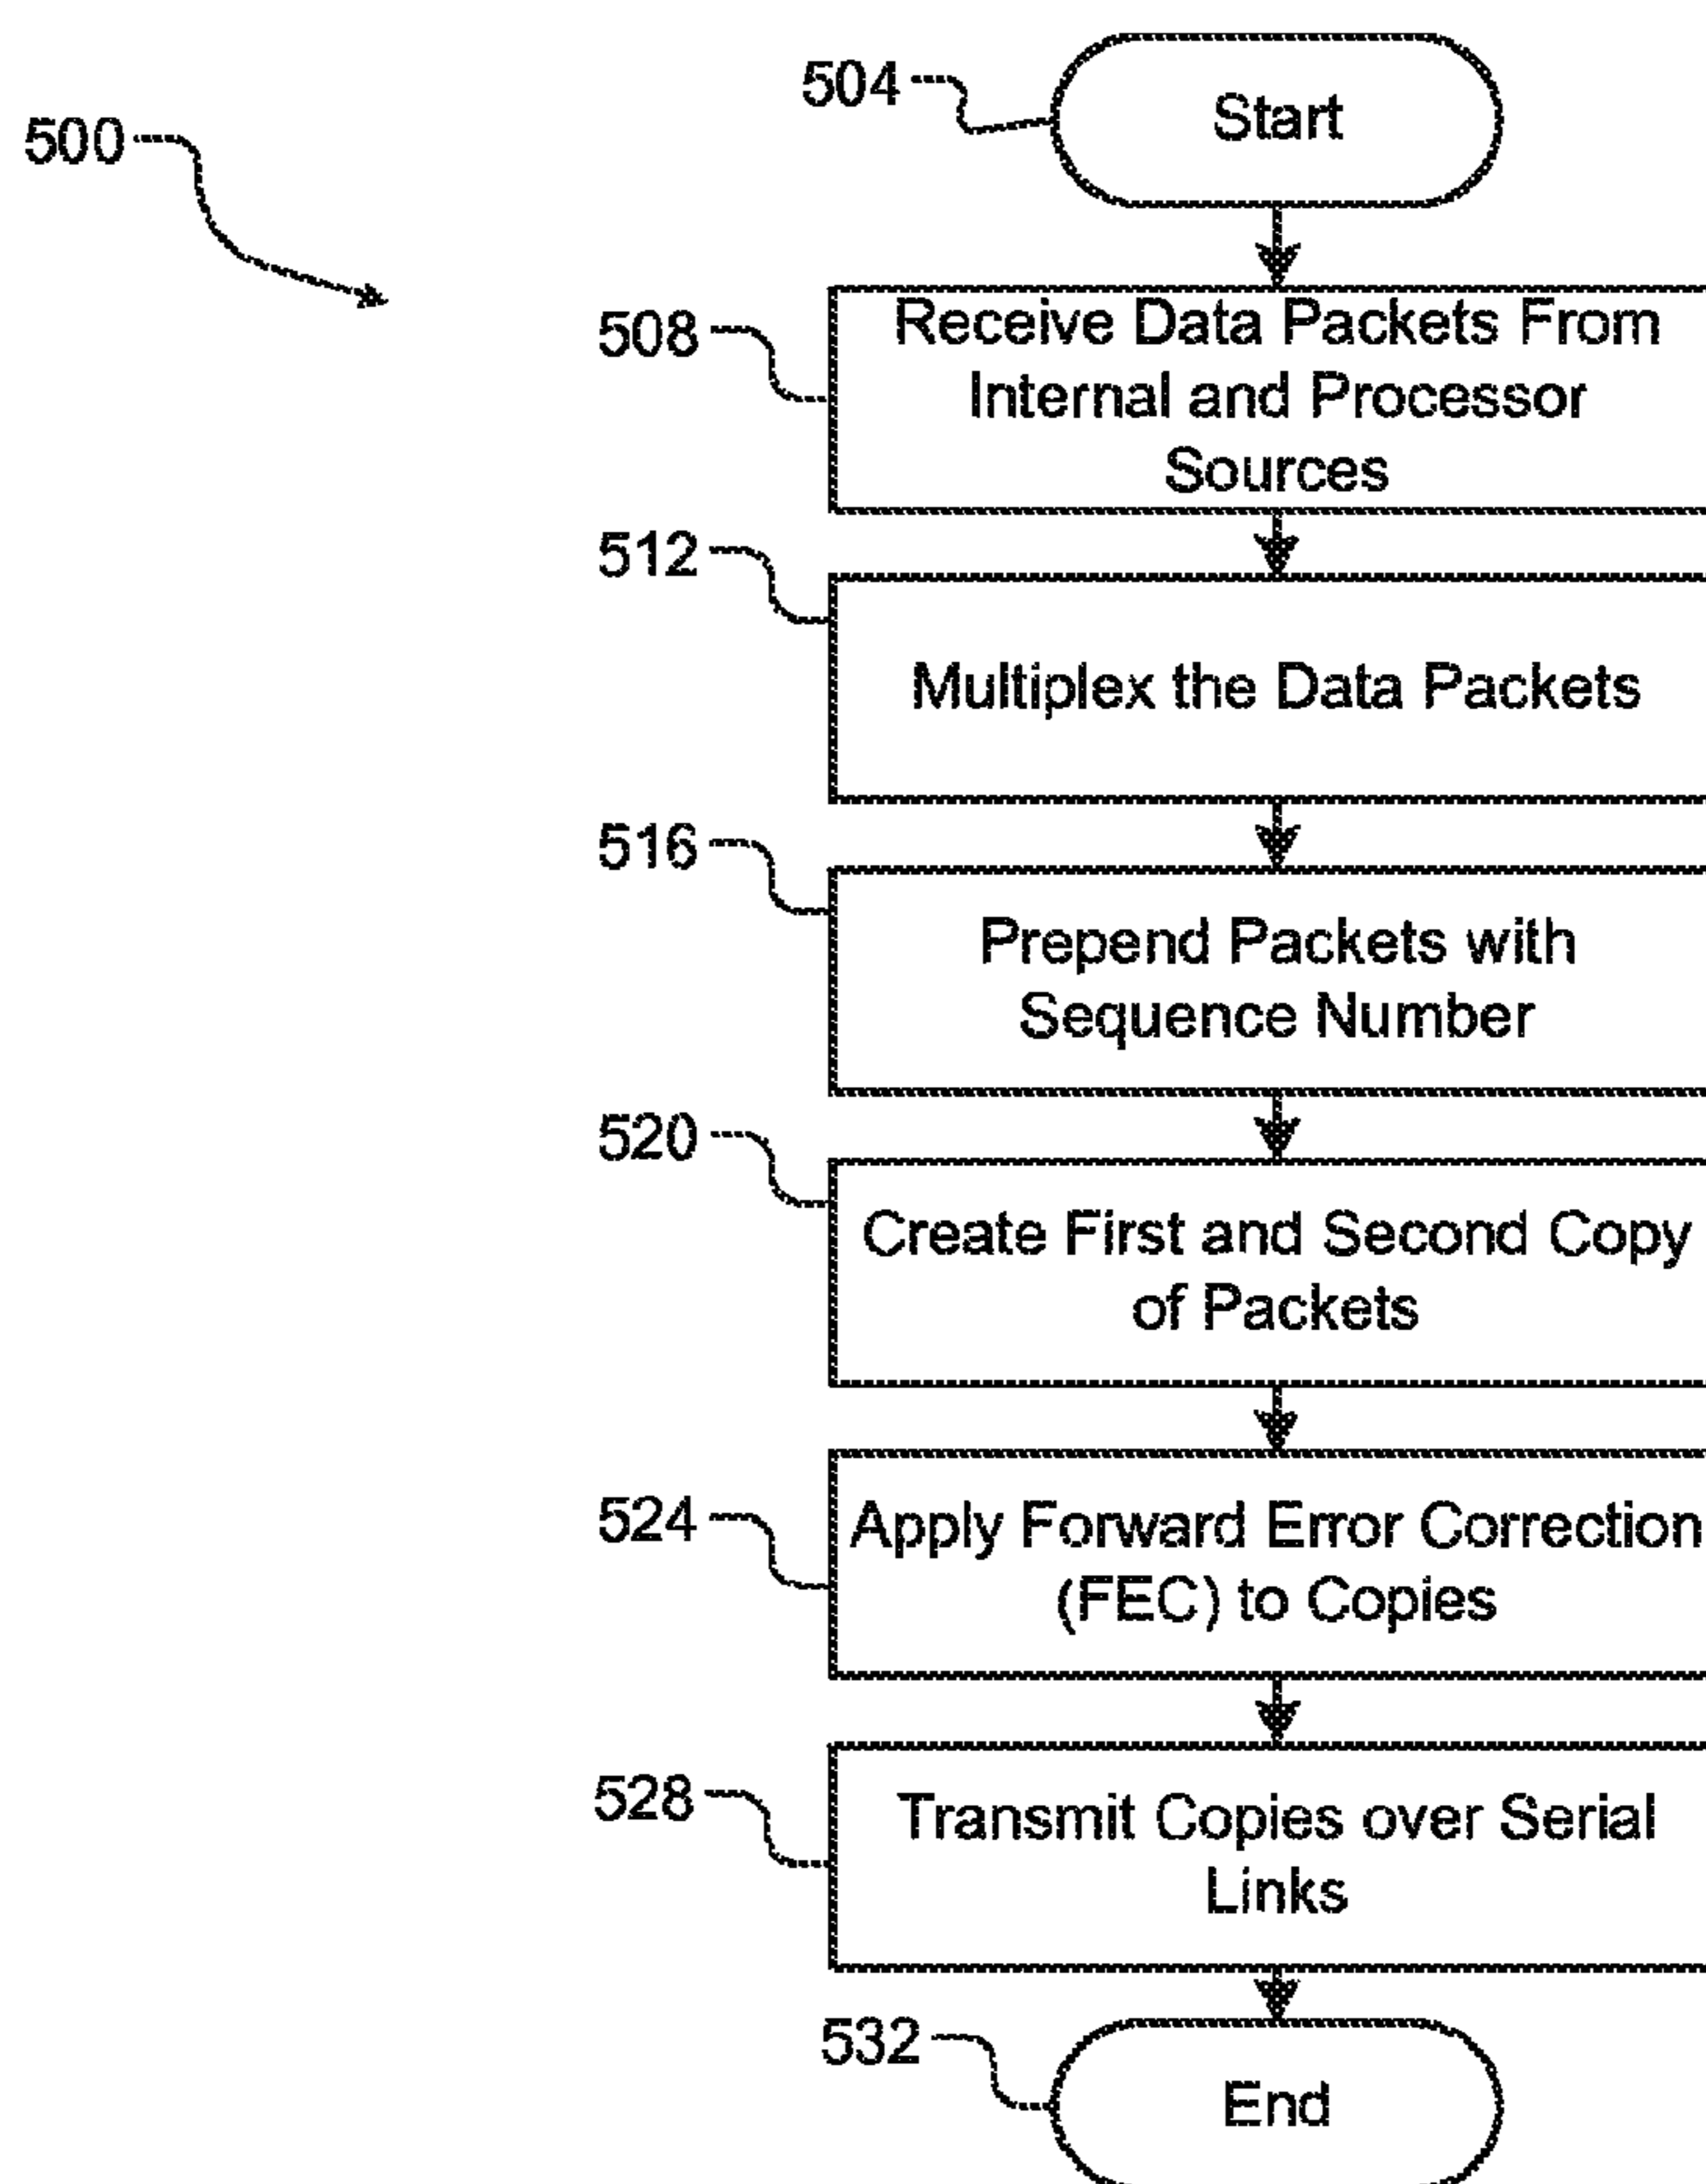 504
Start
500
508
Receive Data Packets From
Internal and Processor
Sources
512
Multiplex the Data Packets
516
Prepend Packets with
Sequence Number
520
Create First and Second Copy
of Packets
524
Apply Forward Error Correction
(FEC) to Copies
528
Transmit Copies over Serial
Links
532
End